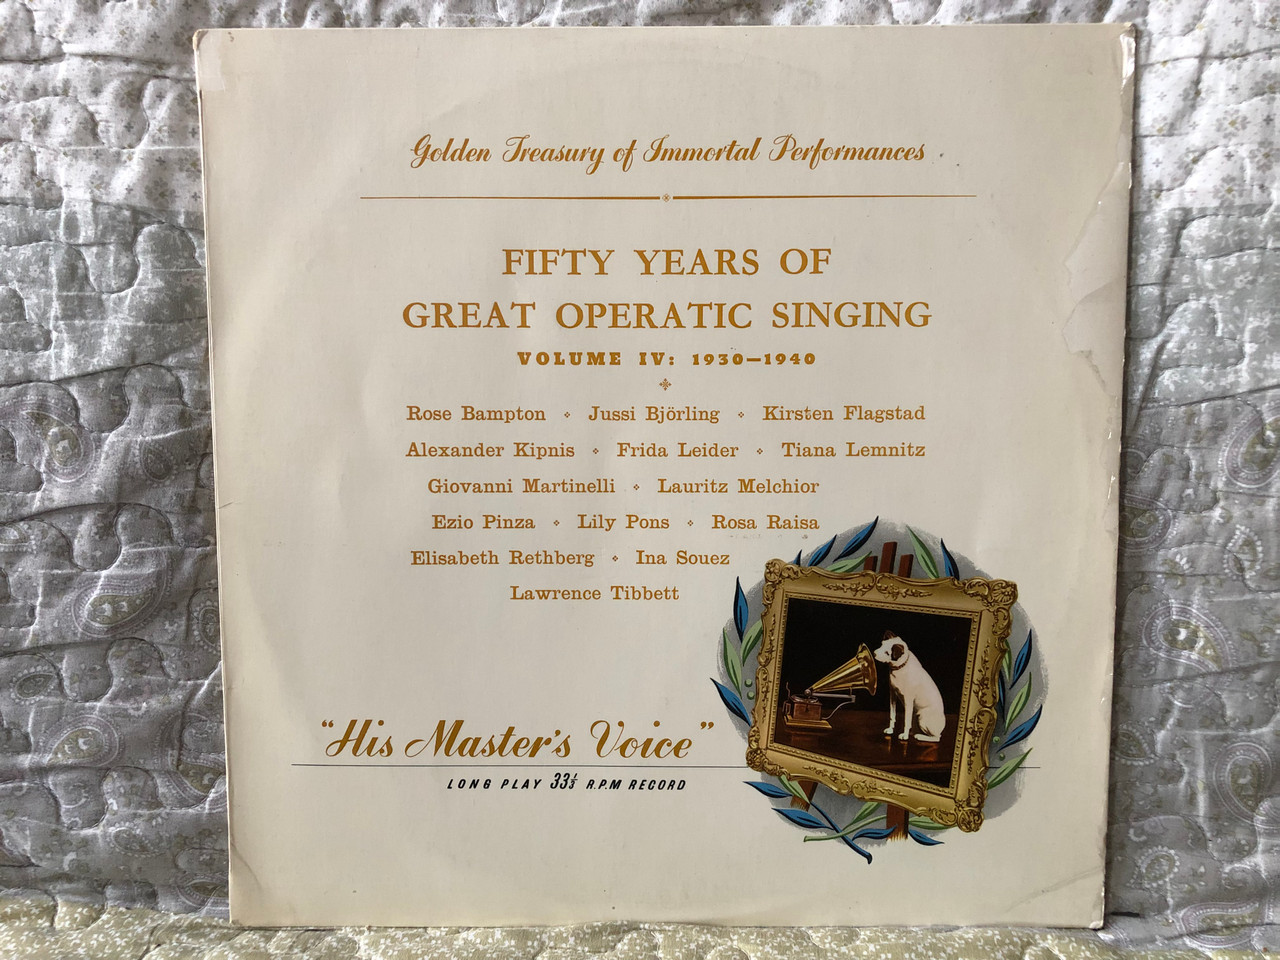 Golden Treasury of Immortal Performances
FIFTY YEARS OF
GREAT OPERATIC SINGING
VOLUME IV: 1930—1940
Rose Bampton Jussi Björling Kirsten Flagstad
Alexander Kipnis Frida Leider Tiana Lemnitz
Giovanni Martinelli Lauritz Melchior
Ezio Pinza Lily Pons Rosa Raisa
Elisabeth Rethberg Ina Souez
Lawrence Tibbett
"His Master's Voice"
LONG PLAY 33⅓ R.P.M RECORD